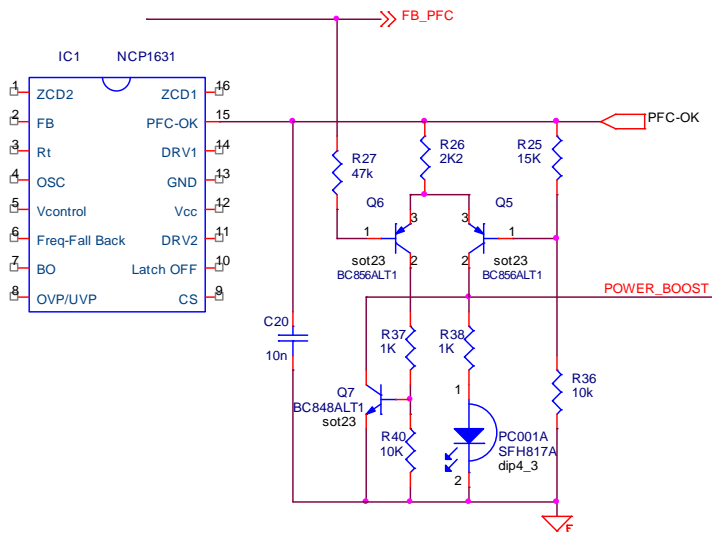 FB_PFC
IC1 NCP1631
1 ZCD2 ZCD1 16
2 FB PFC-OK 15
3 Rt DRV1 14
4 OSC GND 13
5 Vcontrol Vcc 12
6 Freq-Fall Back DRV2 11
7 BO Latch OFF 10
8 OVP/UVP CS 9
PFC-OK
R27
47k
R26
2K2
R25
15K
Q6
3
1
2
sot23
BC856ALT1
Q5
3
1
2
sot23
BC856ALT1
POWER_BOOST
C20
10n
R37
1K
R38
1K
R36
10k
Q7
BC848ALT1
sot23
R40
10K
1
PC001A
SFH817A
dip4_3
2